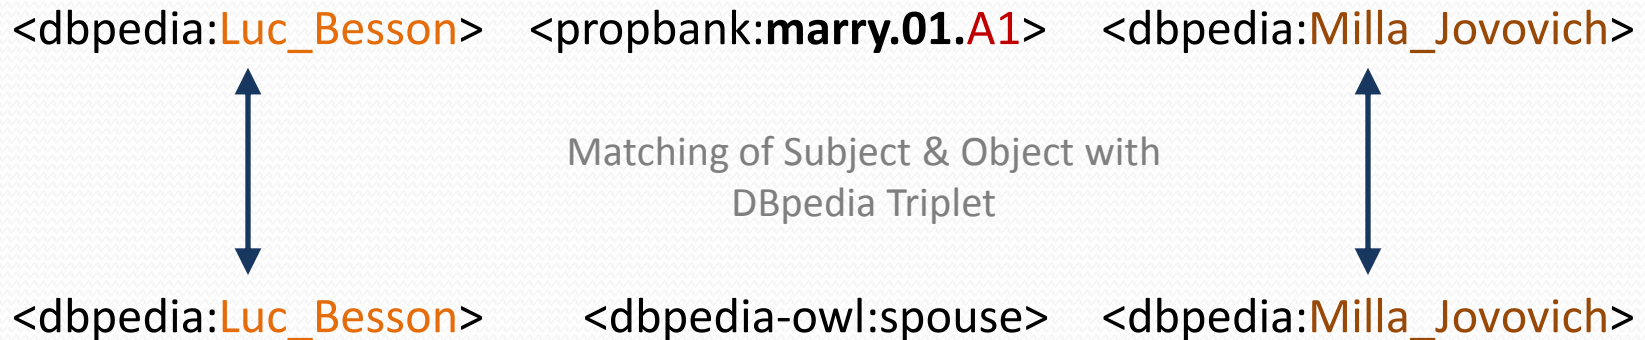 <dbpedia:Luc_Besson> <propbank:marry.01.A1> <dbpedia:Milla_Jovovich>
Matching of Subject & Object with
DBpedia Triplet
<dbpedia:Luc_Besson> <dbpedia-owl:spouse> <dbpedia:Milla_Jovovich>